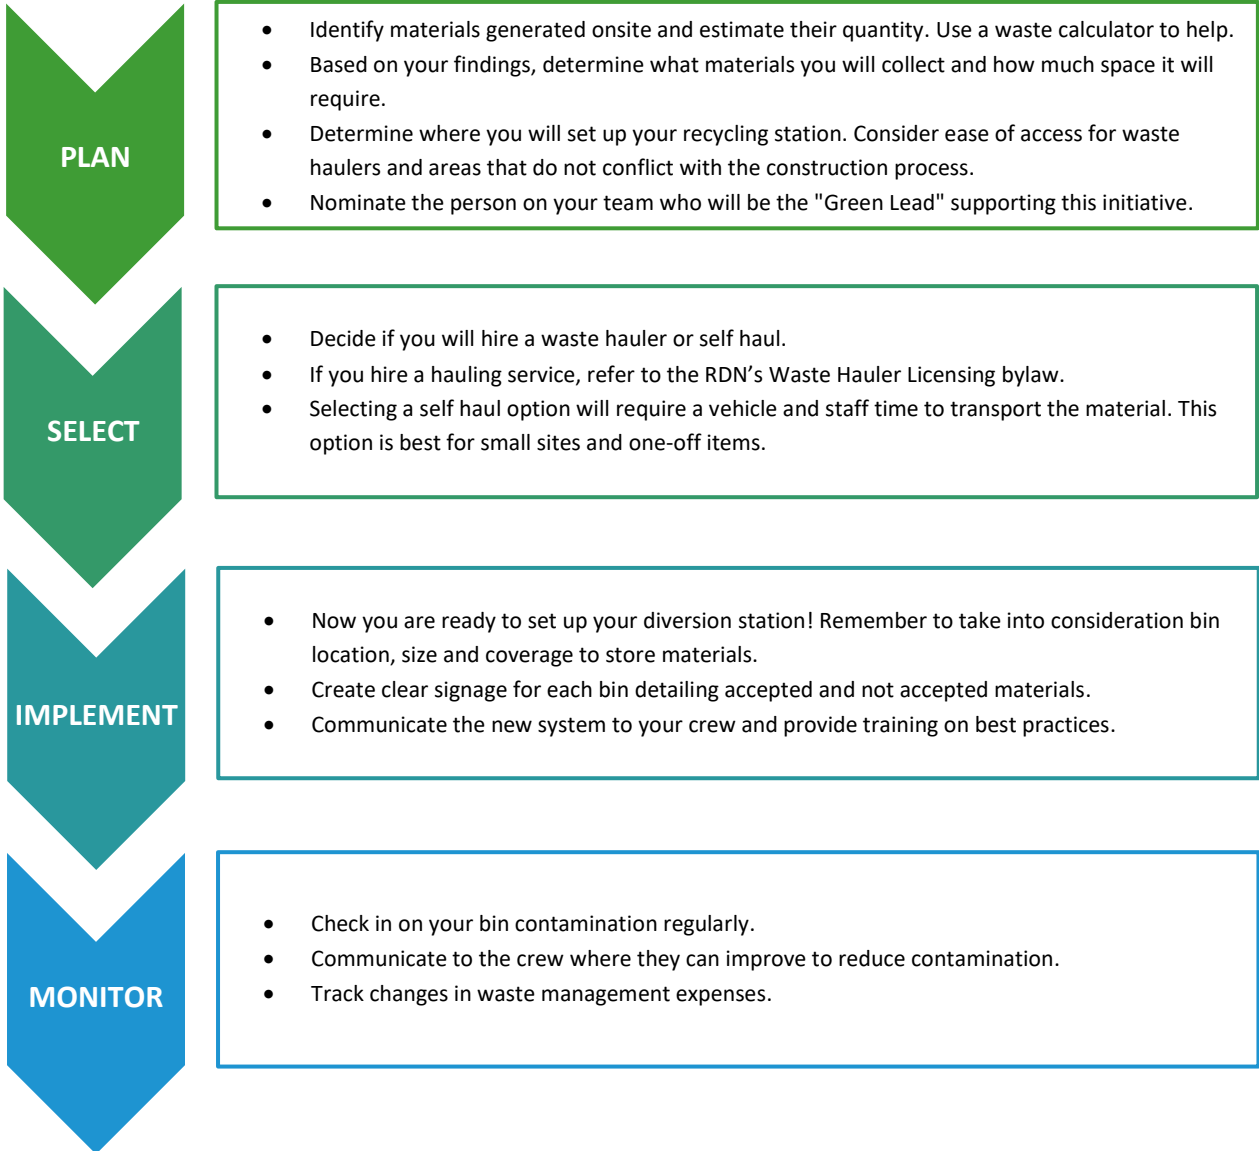 PLAN
• Identify materials generated onsite and estimate their quantity. Use a waste calculator to help.
• Based on your findings, determine what materials you will collect and how much space it will
require.
• Determine where you will set up your recycling station. Consider ease of access for waste
haulers and areas that do not conflict with the construction process.
• Nominate the person on your team who will be the "Green Lead" supporting this initiative.
SELECT
• Decide if you will hire a waste hauler or self haul.
• If you hire a hauling service, refer to the RDN’s Waste Hauler Licensing bylaw.
• Selecting a self haul option will require a vehicle and staff time to transport the material. This
option is best for small sites and one-off items.
IMPLEMENT
• Now you are ready to set up your diversion station! Remember to take into consideration bin
location, size and coverage to store materials.
• Create clear signage for each bin detailing accepted and not accepted materials.
• Communicate the new system to your crew and provide training on best practices.
MONITOR
• Check in on your bin contamination regularly.
• Communicate to the crew where they can improve to reduce contamination.
• Track changes in waste management expenses.